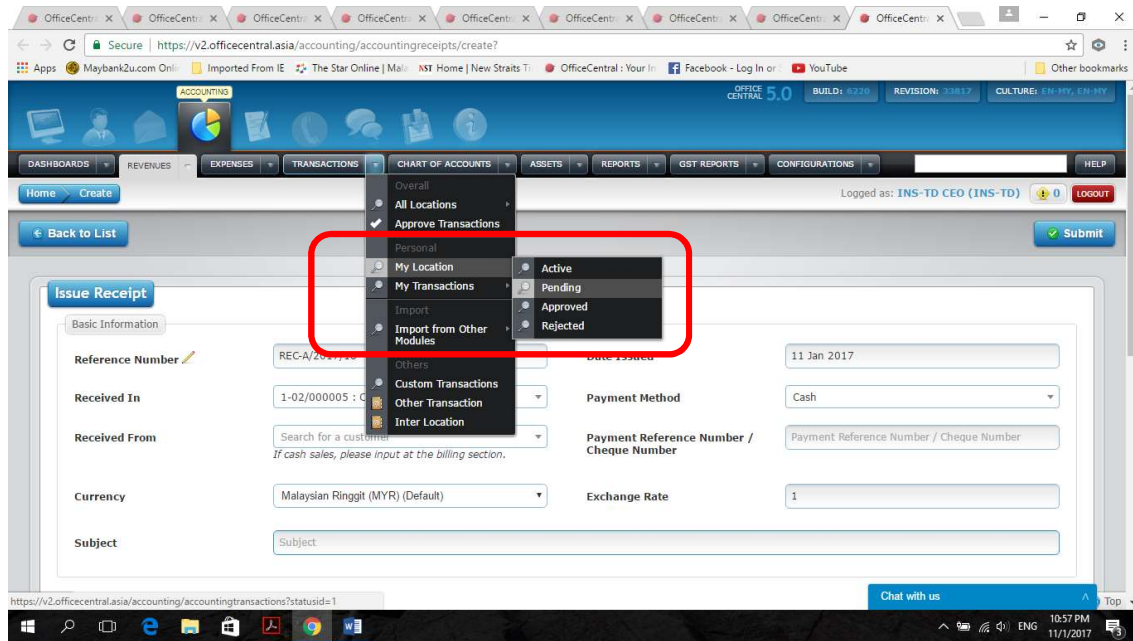 OfficeCentr OfficeCentra OfficeCentra OfficeCentra OfficeCentra OfficeCentra OfficeCentra OfficeCentra OfficeCentr
Secure | https://v2.officecentral.asia/accounting/accountingreceipts/create?
Apps Maybank2u.com Onli Imported From IE The Star Online | Mala NST Home | New Straits Ti OfficeCentral : Your In Facebook - Log In or YouTube Other bookmarks
ACCOUNTING
OFFICE CENTRAL 5.0 BUILD: 6220 REVISION: 33817 CULTURE: EN-MY, EN-MY
DASHBOARDS REVENUES EXPENSES TRANSACTIONS CHART OF ACCOUNTS ASSETS REPORTS GST REPORTS CONFIGURATIONS HELP
Home Create Logged as: INS-TD CEO (INS-TD) 0 LOGOUT
Overall
All Locations
Approve Transactions
Personal
My Location
My Transactions
Import
Import from Other
Modules
Others
Custom Transactions
Other Transaction
Inter Location
Active
Pending
Approved
Rejected
Back to List Submit
Issue Receipt
Basic Information
Reference Number REC-A/2017/10 Date Issued 11 Jan 2017
Received In 1-02/000005 : C Payment Method Cash
Received From Search for a customer Payment Reference Number /
Cheque Number Payment Reference Number / Cheque Number
If cash sales, please input at the billing section.
Currency Malaysian Ringgit (MYR) (Default) Exchange Rate 1
Subject Subject
https://v2.officecentral.asia/accounting/accountingtransactions?statusid=1
Chat with us Top
ENG 10:57 PM
11/1/2017
3